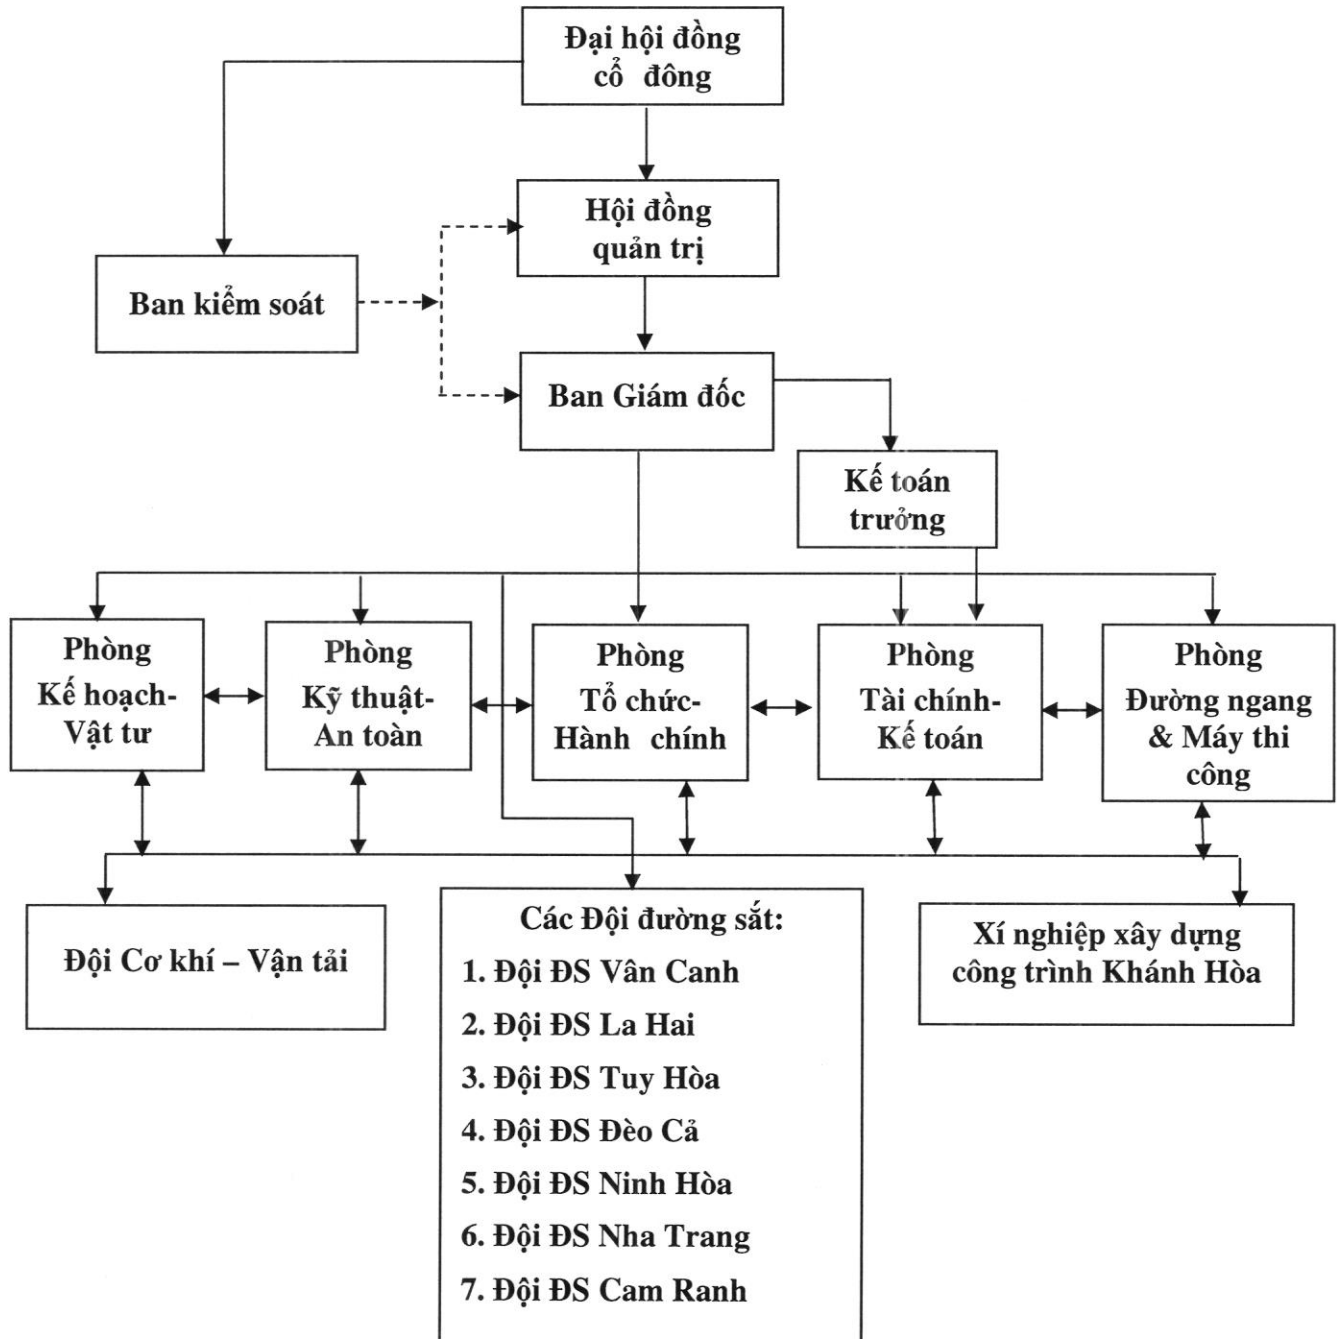 Đại hội đồng
cổ đông
Hội đồng
quản trị
Ban kiểm soát
Ban Giám đốc
Kế toán
trưởng
Phòng
Kế hoạch-
Vật tư
Phòng
Kỹ thuật-
An toàn
Phòng
Tổ chức-
Hành chính
Phòng
Tài chính-
Kế toán
Phòng
Đường ngang
& Máy thi
công
Đội Cơ khí – Vận tải
Các Đội đường sắt:
1. Đội ĐS Vân Canh
2. Đội ĐS La Hai
3. Đội ĐS Tuy Hòa
4. Đội ĐS Đèo Cả
5. Đội ĐS Ninh Hòa
6. Đội ĐS Nha Trang
7. Đội ĐS Cam Ranh
Xí nghiệp xây dựng
công trình Khánh Hòa